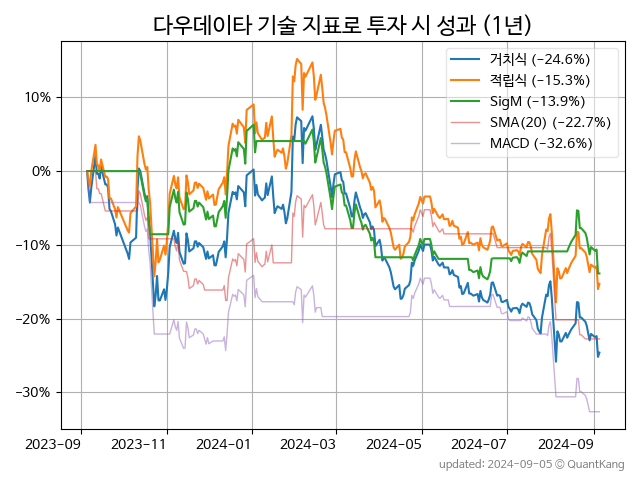 다우데이타 기술 지표로 투자 시 성과 (1년)
거치식 (−24.6%)
적립식 (−15.3%)
SigM (−13.9%)
SMA(20) (−22.7%)
MACD (−32.6%)
10%
0%
−10%
−20%
−30%
2023-09 2023-11 2024-01 2024-03 2024-05 2024-07 2024-09
updated: 2024-09-05 © QuantKang